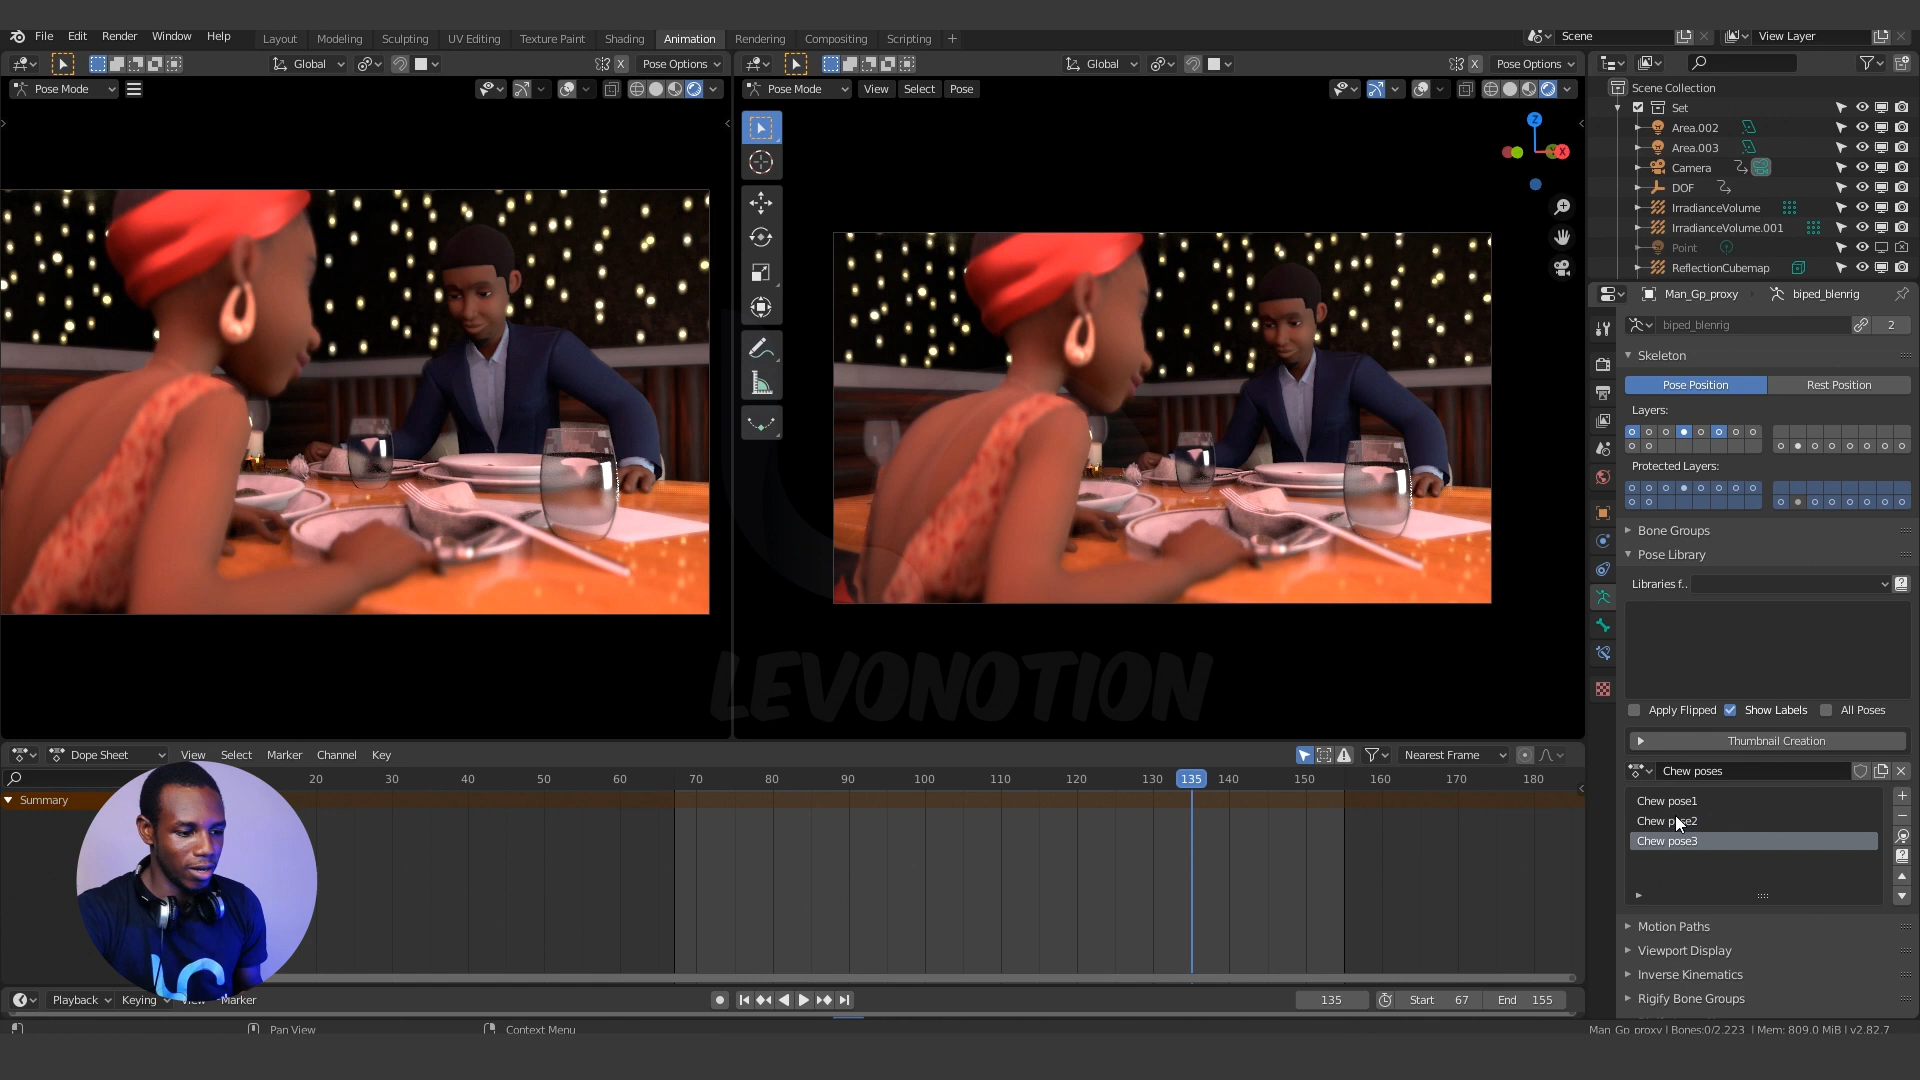 File Edit Render Window Help Layout Modeling Sculpting UV Editing Texture Paint Shading Animation Rendering Compositing Scripting + Scene View Layer
Global X Pose Options Global X Pose Options
Pose Mode Pose Mode View Select Pose
Scene Collection
Set
Area.002
Area.003
Camera
DOF
IrradianceVolume
IrradianceVolume.001
Point
ReflectionCubemap
Z
X
Man_Gp_proxy biped_blenrig
biped_blenrig 2
Skeleton
Pose Position Rest Position
Layers:
Protected Layers:
Bone Groups
Pose Library
Libraries f..
Apply Flipped Show Labels All Poses
Thumbnail Creation
Chew poses
Chew pose1
Chew pose2
Chew pose3
Motion Paths
Viewport Display
Inverse Kinematics
Rigify Bone Groups
LEVONOTION
Dope Sheet View Select Marker Channel Key Nearest Frame
20 30 40 50 60 70 80 90 100 110 120 130 135 140 150 160 170 180
Summary
Playback Keying View Marker 135 Start 67 End 155
Pan View Context Menu Man_Gp_proxy | Bones:0/2,223 | Mem: 809.0 MiB | v2.82.7